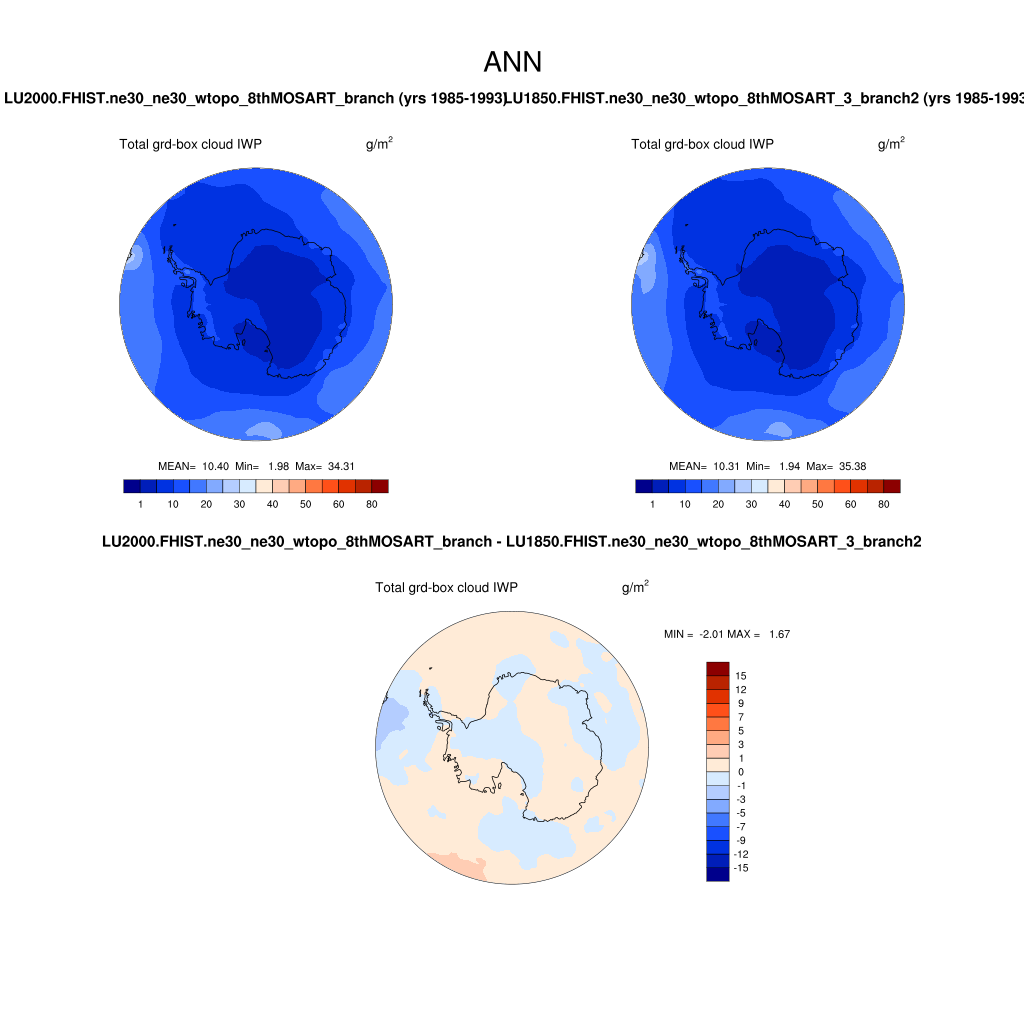 ANN
LU2000.FHIST.ne30_ne30_wtopo_8thMOSART_branch (yrs 1985-1993)
LU1850.FHIST.ne30_ne30_wtopo_8thMOSART_3_branch2 (yrs 1985-1993
Total grd-box cloud IWP g/m2
Total grd-box cloud IWP g/m2
MEAN= 10.40 Min= 1.98 Max= 34.31
MEAN= 10.31 Min= 1.94 Max= 35.38
1 10 20 30 40 50 60 80
1 10 20 30 40 50 60 80
LU2000.FHIST.ne30_ne30_wtopo_8thMOSART_branch - LU1850.FHIST.ne30_ne30_wtopo_8thMOSART_3_branch2
Total grd-box cloud IWP g/m2
MIN = -2.01 MAX = 1.67
15
12
9
7
5
3
1
0
-1
-3
-5
-7
-9
-12
-15